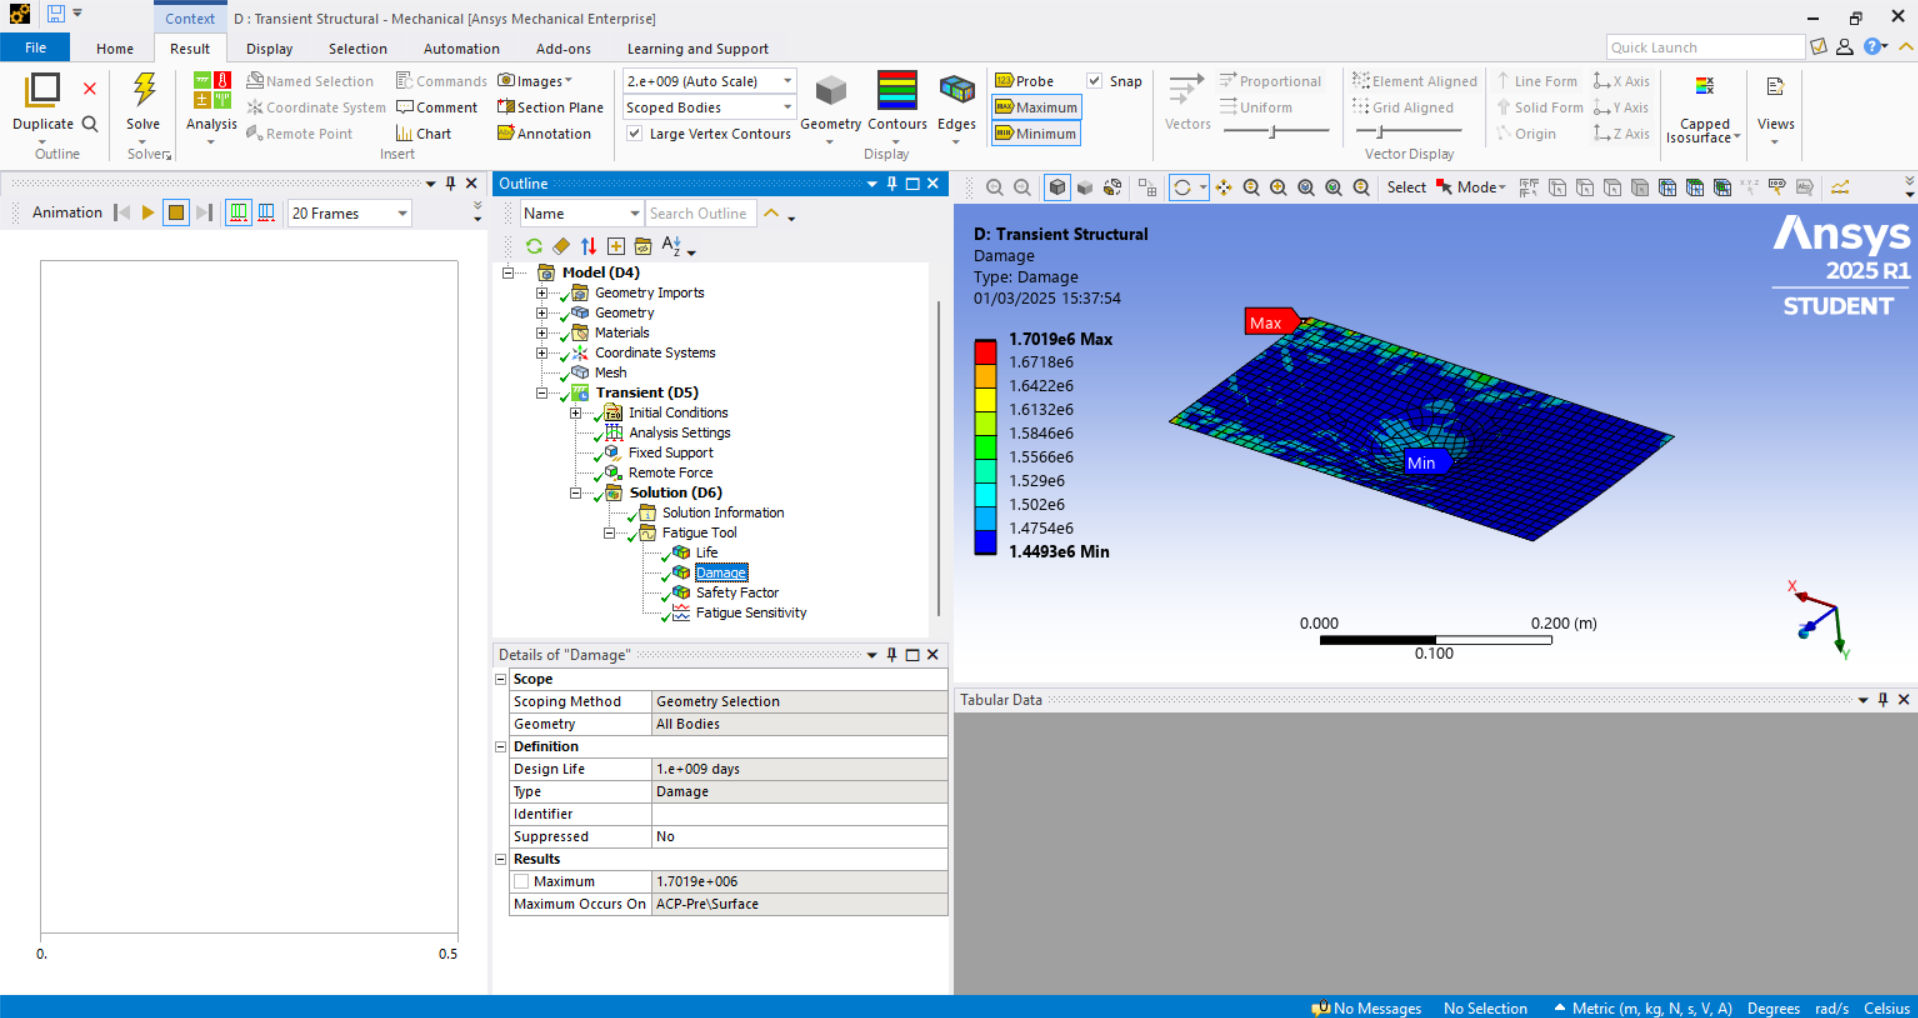 Context
D : Transient Structural - Mechanical [Ansys Mechanical Enterprise]
File
Home
Result
Display
Selection
Automation
Add-ons
Learning and Support
Quick Launch
Duplicate
Outline
Solve
Solver
Analysis
Named Selection
Coordinate System
Remote Point
Commands
Comment
Chart
Images
Section Plane
Annotation
Insert
2.e+009 (Auto Scale)
Scoped Bodies
Large Vertex Contours
Geometry
Contours
Edges
Display
Probe
Maximum
Minimum
Snap
Vectors
Proportional
Uniform
Element Aligned
Grid Aligned
Vector Display
Line Form
Solid Form
Origin
X Axis
Y Axis
Z Axis
Capped
Isosurface
Views
Animation
20 Frames
0.
0.5
Outline
Name
Search Outline
Model (D4)
Geometry Imports
Geometry
Materials
Coordinate Systems
Mesh
Transient (D5)
Initial Conditions
Analysis Settings
Fixed Support
Remote Force
Solution (D6)
Solution Information
Fatigue Tool
Life
Damage
Safety Factor
Fatigue Sensitivity
Details of "Damage"
Scope
Scoping Method Geometry Selection
Geometry All Bodies
Definition
Design Life 1.e+009 days
Type Damage
Identifier
Suppressed No
Results
Maximum 1.7019e+006
Maximum Occurs On ACP-Pre\Surface
Select
Mode
D: Transient Structural
Damage
Type: Damage
01/03/2025 15:37:54
1.7019e6 Max
1.6718e6
1.6422e6
1.6132e6
1.5846e6
1.5566e6
1.529e6
1.502e6
1.4754e6
1.4493e6 Min
Max
Min
Ansys
2025 R1
STUDENT
0.000
0.200 (m)
0.100
X
Y
Tabular Data
No Messages
No Selection
Metric (m, kg, N, s, V, A)
Degrees
rad/s
Celsius